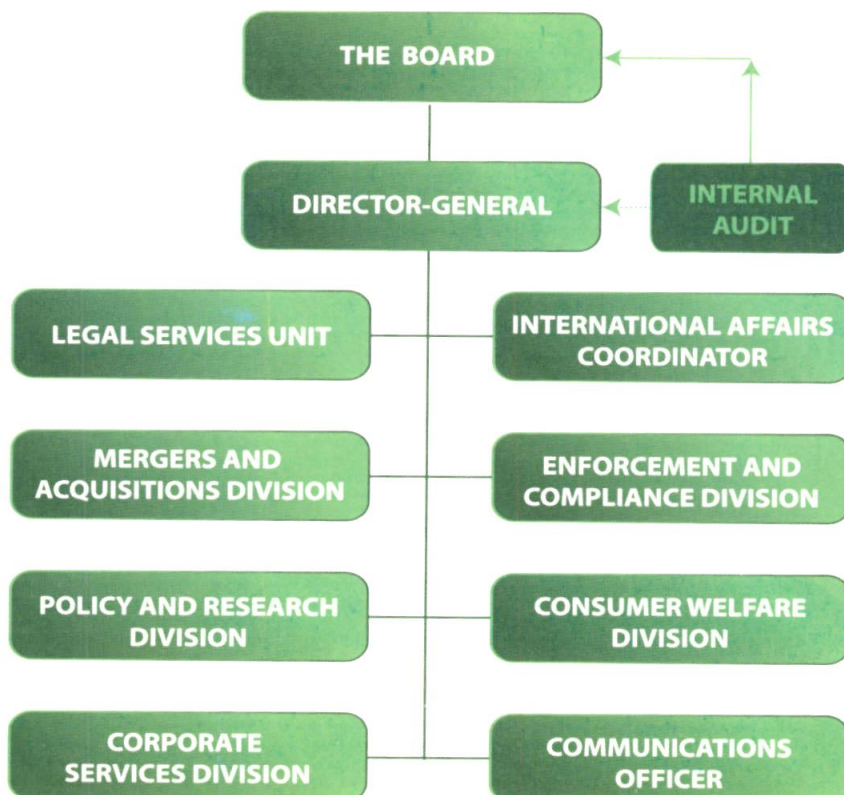 THE BOARD
DIRECTOR-GENERAL
INTERNAL
AUDIT
LEGAL SERVICES UNIT
INTERNATIONAL AFFAIRS
COORDINATOR
MERGERS AND
ACQUISITIONS DIVISION
ENFORCEMENT AND
COMPLIANCE DIVISION
POLICY AND RESEARCH
DIVISION
CONSUMER WELFARE
DIVISION
CORPORATE
SERVICES DIVISION
COMMUNICATIONS
OFFICER